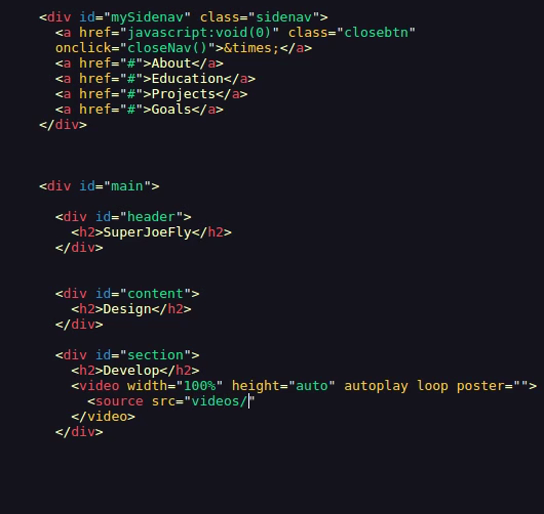 <div id="mySidenav" class="sidenav">
<a href="javascript:void(0)" class="closebtn"
onclick="closeNav()">&times;</a>
<a href="#">About</a>
<a href="#">Education</a>
<a href="#">Projects</a>
<a href="#">Goals</a>
</div>
<div id="main">
<div id="header">
<h2>SuperJoeFly</h2>
</div>
<div id="content">
<h2>Design</h2>
</div>
<div id="section">
<h2>Develop</h2>
<video width="100%" height="auto" autoplay loop poster="">
<source src="videos/"
</video>
</div>